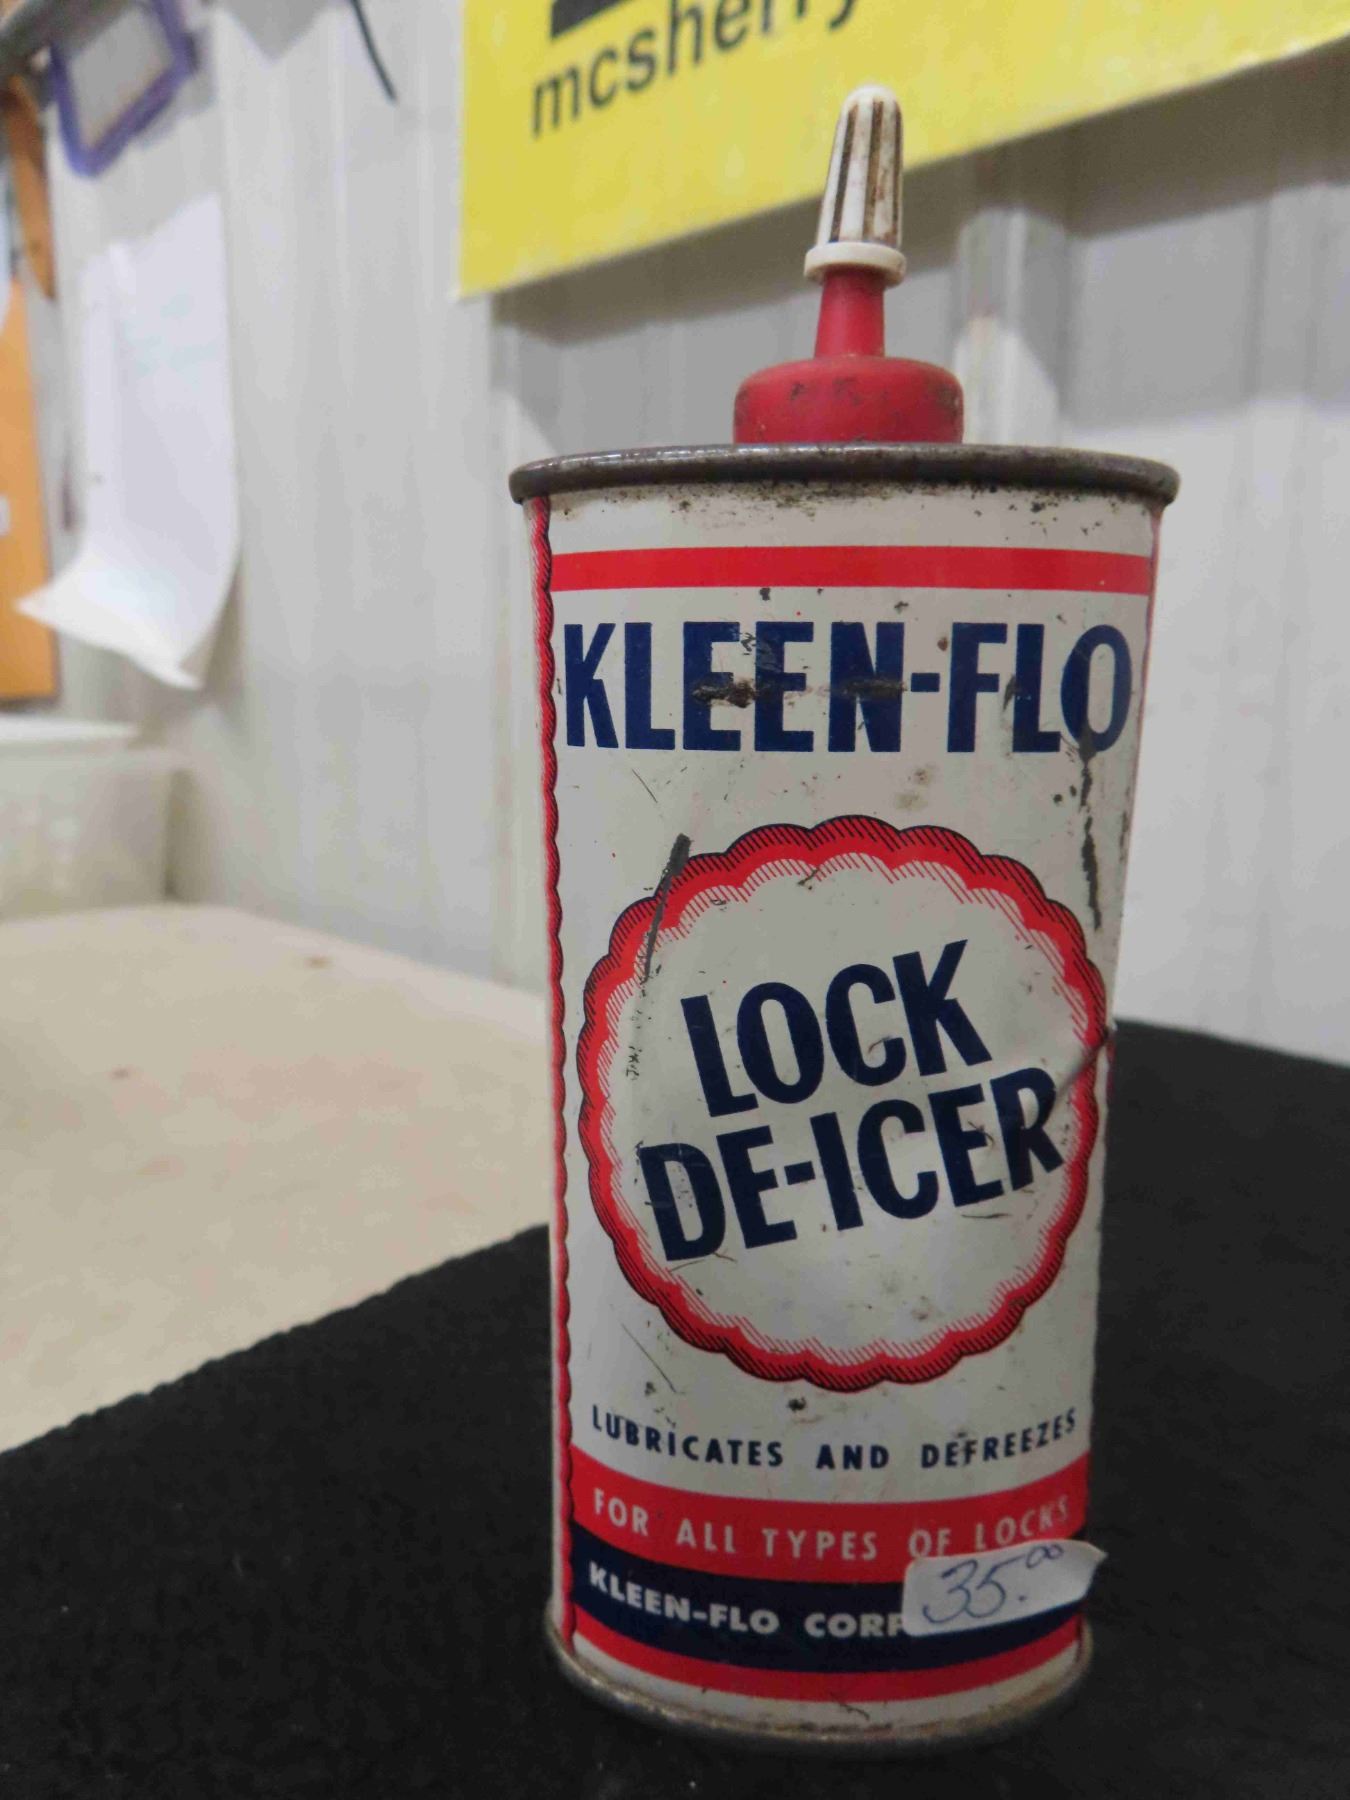 mcsherry
KLEEN-FLO
LOCK
DE-ICER
LUBRICATES AND DEFREEZES
FOR ALL TYPES OF LOCKS
KLEEN-FLO CORP
35.00